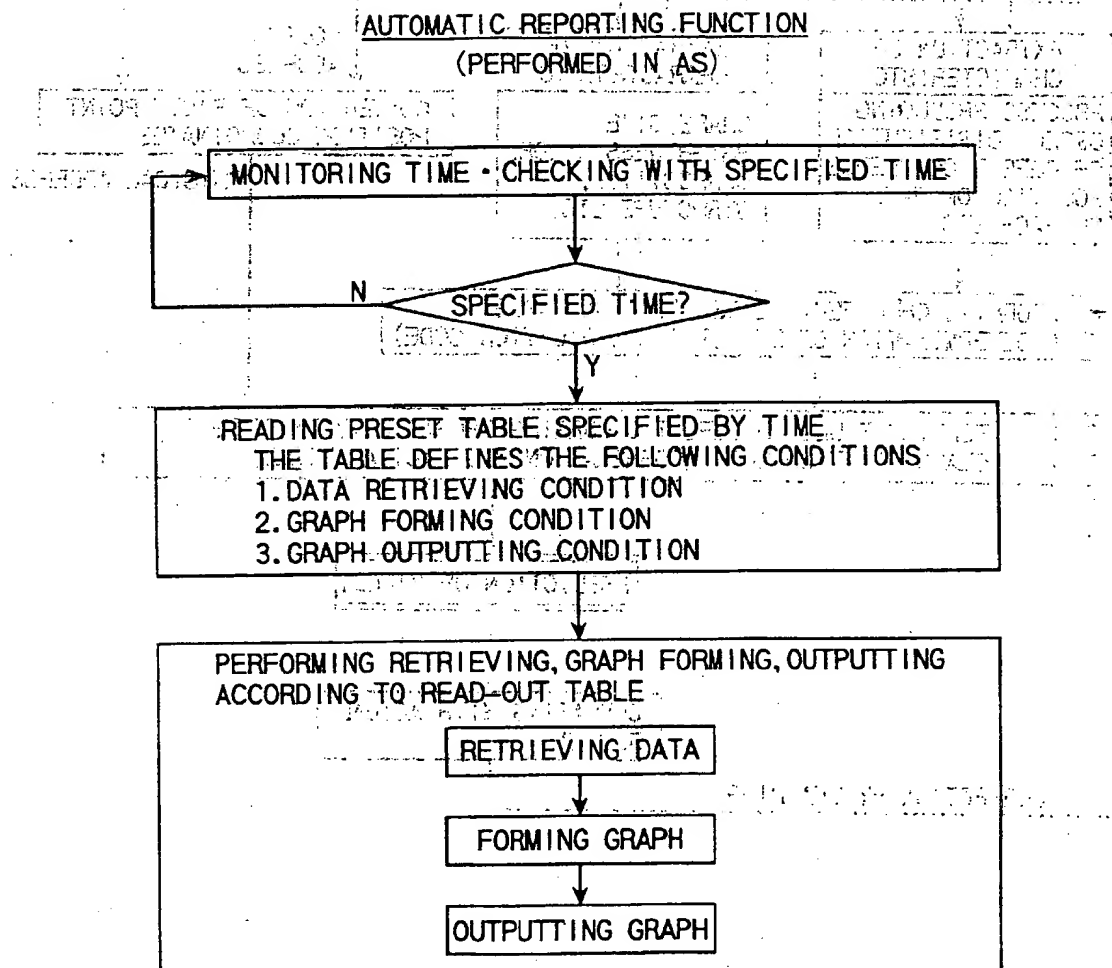 AUTOMATIC REPORTING FUNCTION
(PERFORMED IN AS)
MONITORING TIME・CHECKING WITH SPECIFIED TIME
N
SPECIFIED TIME?
Y
READING PRESET TABLE SPECIFIED BY TIME
THE TABLE DEFINES THE FOLLOWING CONDITIONS
1. DATA RETRIEVING CONDITION
2. GRAPH FORMING CONDITION
3. GRAPH OUTPUTTING CONDITION
PERFORMING RETRIEVING, GRAPH FORMING, OUTPUTTING
ACCORDING TO READ-OUT TABLE
RETRIEVING DATA
FORMING GRAPH
OUTPUTTING GRAPH